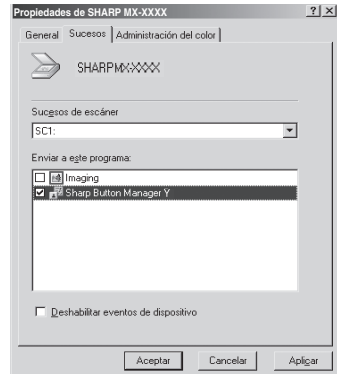 Propiedades de SHARP MX-XXXX
General Sucesos Administración del color
SHARPMX-XXXX
Sucesos de escáner
SC1:
Enviar a este programa:
Imaging
Sharp Button Manager Y
Deshabilitar eventos de dispositivo
Aceptar Cancelar Aplicar